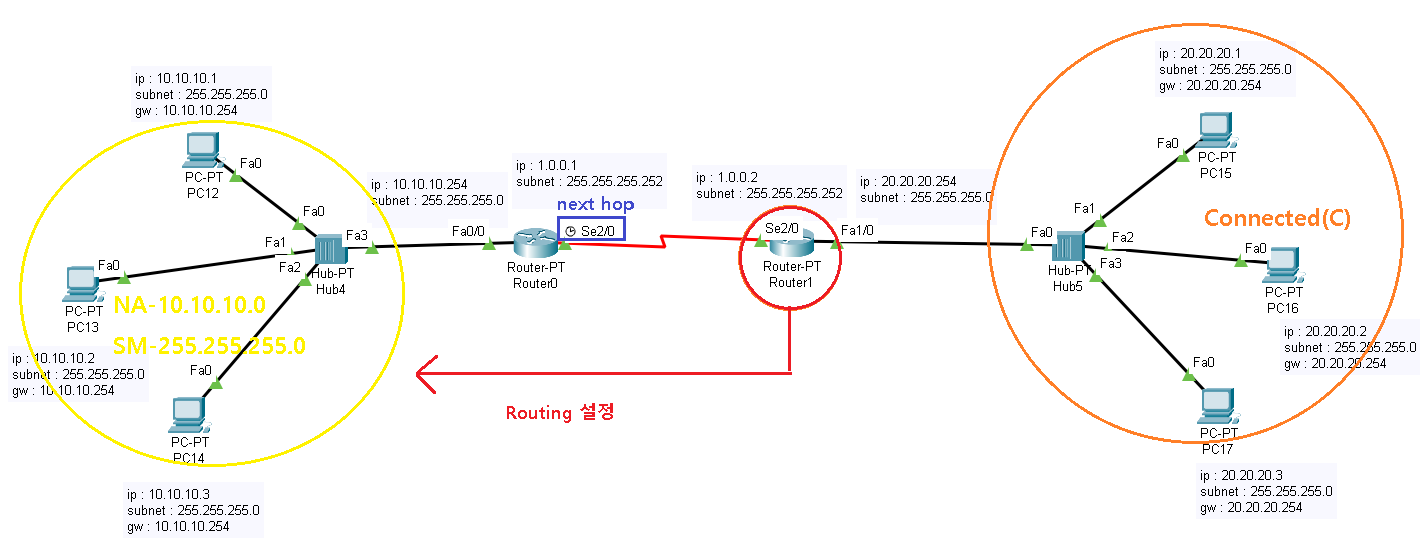 ip : 10.10.10.1
subnet : 255.255.255.0
gw : 10.10.10.254
Fa0
PC-PT
PC12
Fa0
Fa1
Fa2
Fa3
Hub-PT
Hub4
Fa0
PC-PT
PC13
NA-10.10.10.0
SM-255.255.255.0
ip : 10.10.10.2
subnet : 255.255.255.0
gw : 10.10.10.254
Fa0
PC-PT
PC14
ip : 10.10.10.3
subnet : 255.255.255.0
gw : 10.10.10.254
ip : 10.10.10.254
subnet : 255.255.255.0
Fa0/0
ip : 1.0.0.1
subnet : 255.255.255.252
next hop
Se2/0
Router-PT
Router0
ip : 1.0.0.2
subnet : 255.255.255.252
Se2/0
Router-PT
Router1
ip : 20.20.20.254
subnet : 255.255.255.0
Fa1/0
Routing 설정
ip : 20.20.20.1
subnet : 255.255.255.0
gw : 20.20.20.254
Fa0
PC-PT
PC15
Connected(C)
Fa0
Fa1
Fa2
Fa3
Hub-PT
Hub5
Fa0
PC-PT
PC16
ip : 20.20.20.2
subnet : 255.255.255.0
gw : 20.20.20.254
Fa0
PC-PT
PC17
ip : 20.20.20.3
subnet : 255.255.255.0
gw : 20.20.20.254